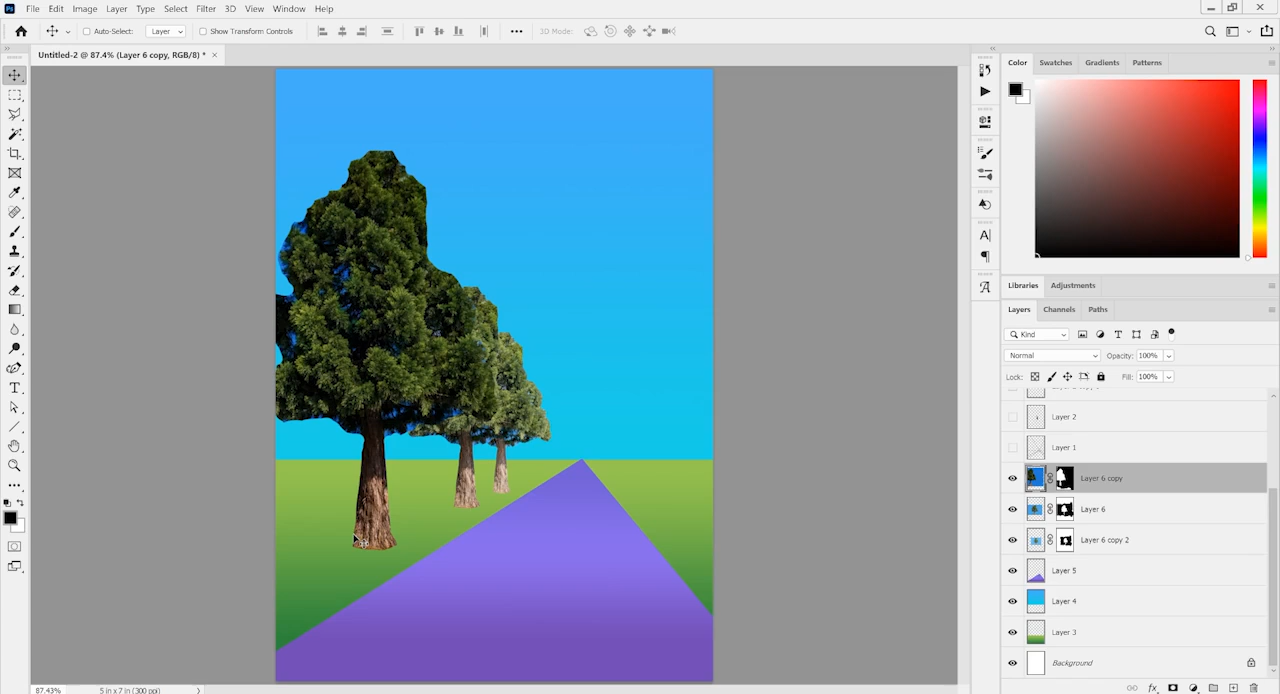 Ps File Edit Image Layer Type Select Filter 3D View Window Help
Auto-Select: Layer Show Transform Controls 3D Mode:
Untitled-2 @ 87.4% (Layer 6 copy, RGB/8) * ×
Color Swatches Gradients Patterns
Libraries Adjustments
Layers Channels Paths
Kind
Normal Opacity: 100%
Lock: Fill: 100%
Layer 2
Layer 1
Layer 6 copy
Layer 6
Layer 6 copy 2
Layer 5
Layer 4
Layer 3
Background
87.43% 5 in x 7 in (300 ppi)